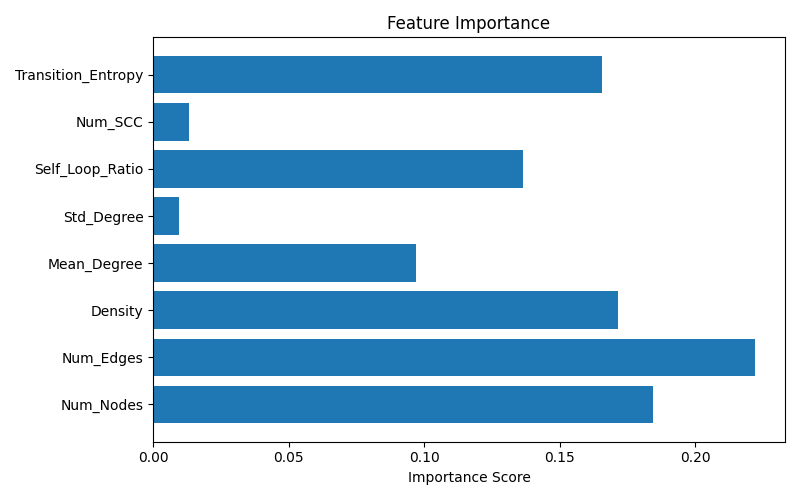 Feature Importance
Transition_Entropy
Num_SCC
Self_Loop_Ratio
Std_Degree
Mean_Degree
Density
Num_Edges
Num_Nodes
0.00 0.05 0.10 0.15 0.20
Importance Score